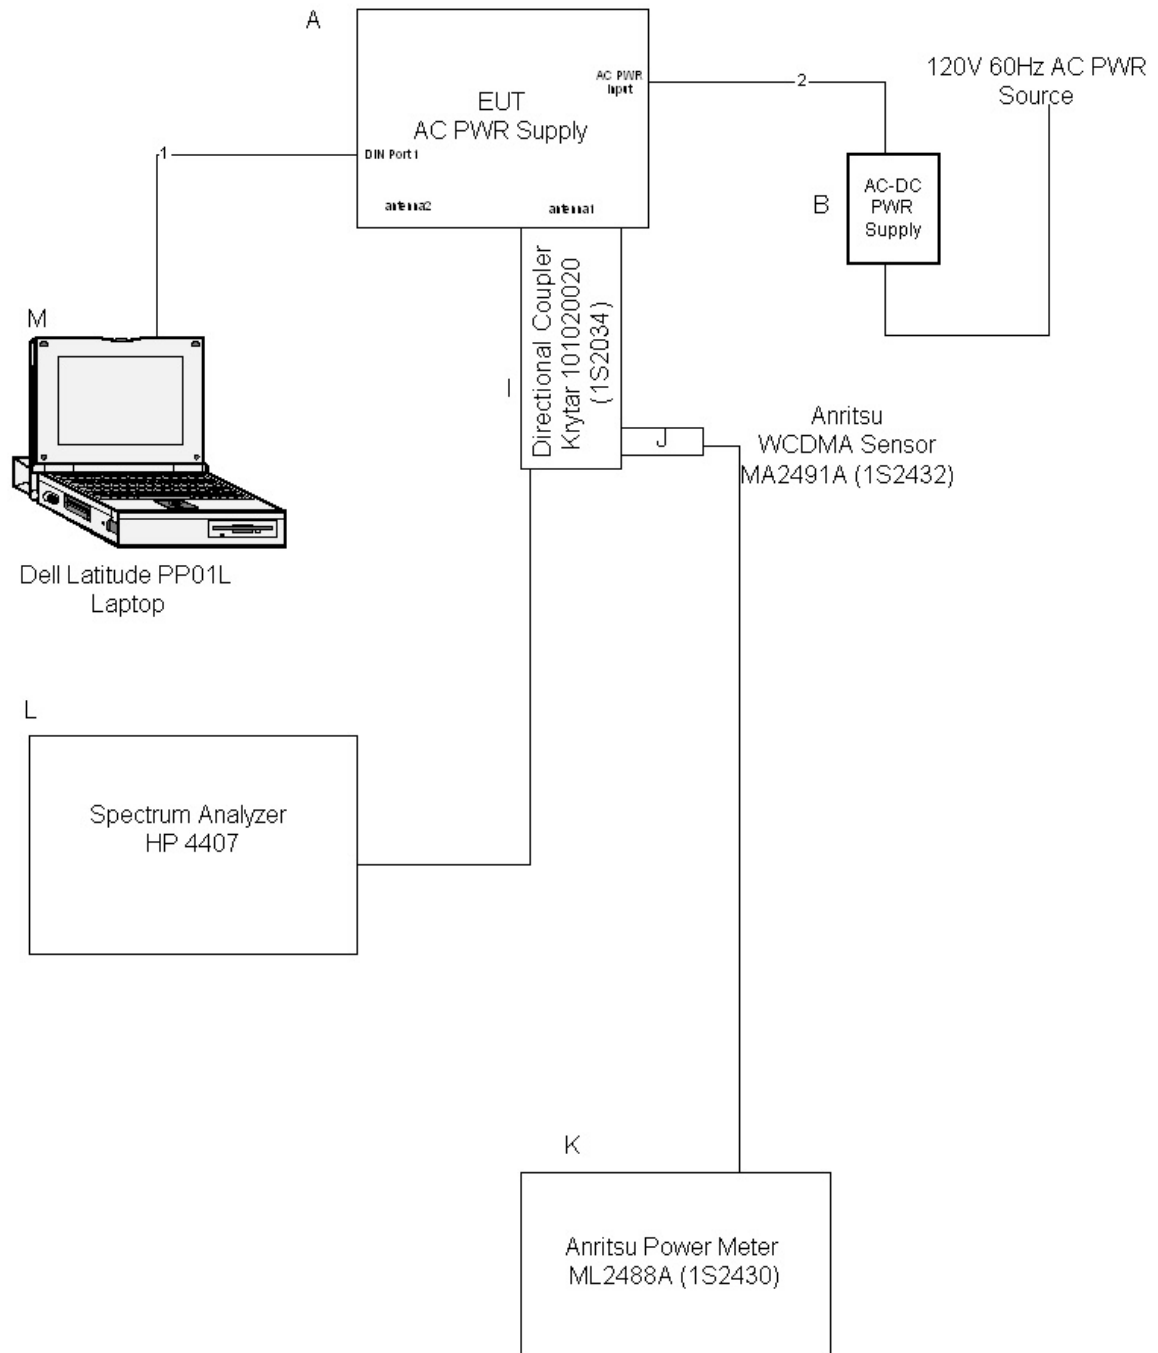 A
EUT
AC PWR Supply
AC PWR
Input
DIN Port 1
antenna2
antenna1
1
2
120V 60Hz AC PWR
Source
B
AC-DC
PWR
Supply
M
Dell Latitude PP01L
Laptop
I
Directional Coupler
Krytar 101020020
(1S2034)
J
Anritsu
WCDMA Sensor
MA2491A (1S2432)
L
Spectrum Analyzer
HP 4407
K
Anritsu Power Meter
ML2488A (1S2430)